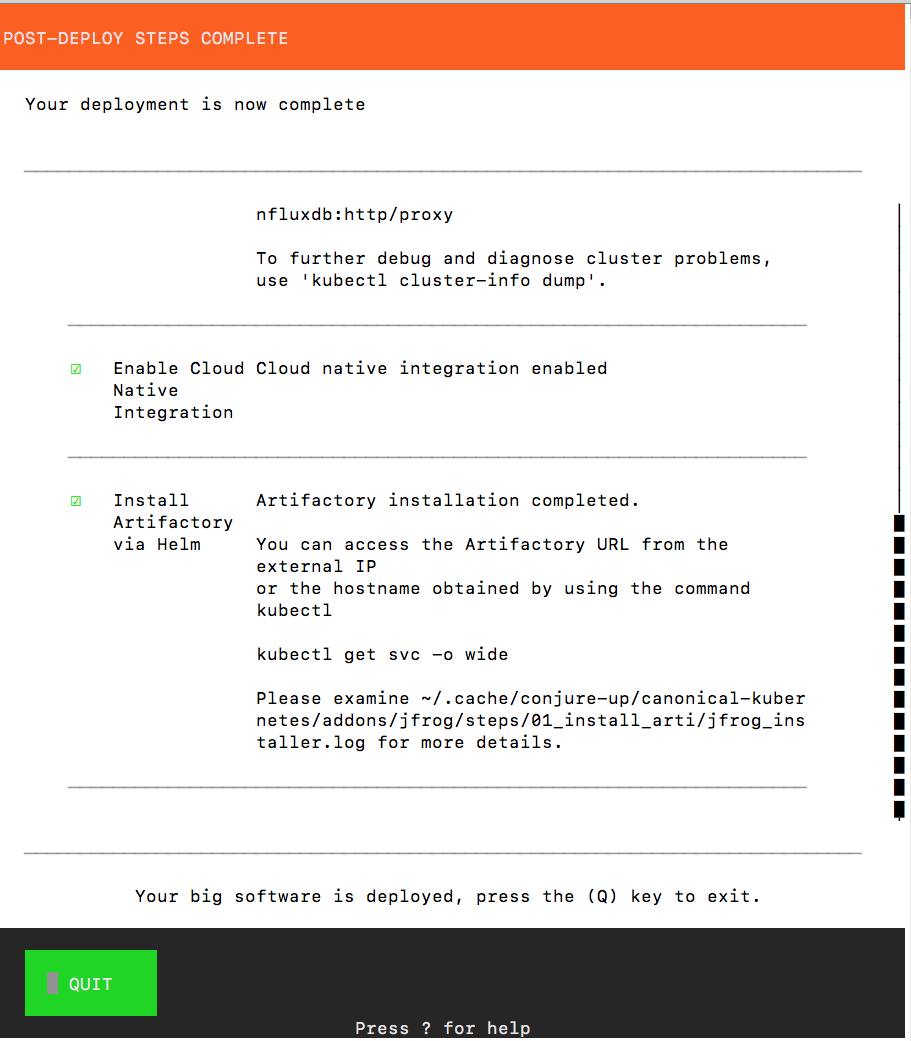 POST-DEPLOY STEPS COMPLETE
Your deployment is now complete
nfluxdb:http/proxy
To further debug and diagnose cluster problems,
use 'kubectl cluster-info dump'.
Enable Cloud Cloud native integration enabled
Native
Integration
Install Artifactory installation completed.
Artifactory
via Helm You can access the Artifactory URL from the
external IP
or the hostname obtained by using the command
kubectl
kubectl get svc -o wide
Please examine ~/.cache/conjure-up/canonical-kuber
netes/addons/jfrog/steps/01_install_arti/jfrog_ins
taller.log for more details.
Your big software is deployed, press the (Q) key to exit.
QUIT
Press ? for help